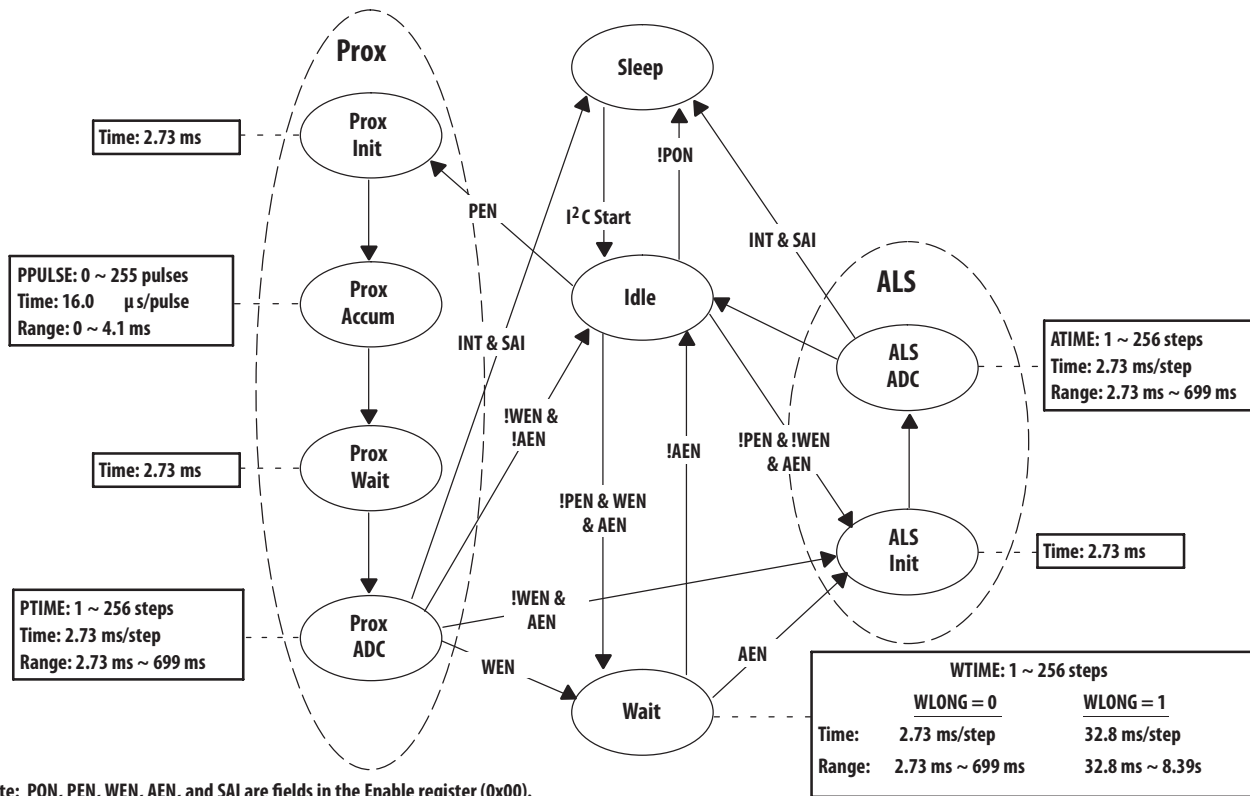 Prox
Sleep
Prox
Init
Time: 2.73 ms
!PON
PEN
I²C Start
INT & SAI
PPULSE: 0 ~ 255 pulses
Time: 16.0 µs/pulse
Range: 0 ~ 4.1 ms
Prox
Accum
Idle
ALS
INT & SAI
ALS
ADC
ATIME: 1 ~ 256 steps
Time: 2.73 ms/step
Range: 2.73 ms ~ 699 ms
!WEN &
!AEN
!PEN & !WEN
& AEN
!AEN
Time: 2.73 ms
Prox
Wait
!PEN & WEN
& AEN
ALS
Init
Time: 2.73 ms
PTIME: 1 ~ 256 steps
Time: 2.73 ms/step
Range: 2.73 ms ~ 699 ms
Prox
ADC
!WEN &
AEN
WEN
AEN
Wait
WTIME: 1 ~ 256 steps
WLONG = 0 WLONG = 1
Time: 2.73 ms/step 32.8 ms/step
Range: 2.73 ms ~ 699 ms 32.8 ms ~ 8.39s
te: PON, PEN, WEN, AEN, and SAI are fields in the Enable register (0x00).